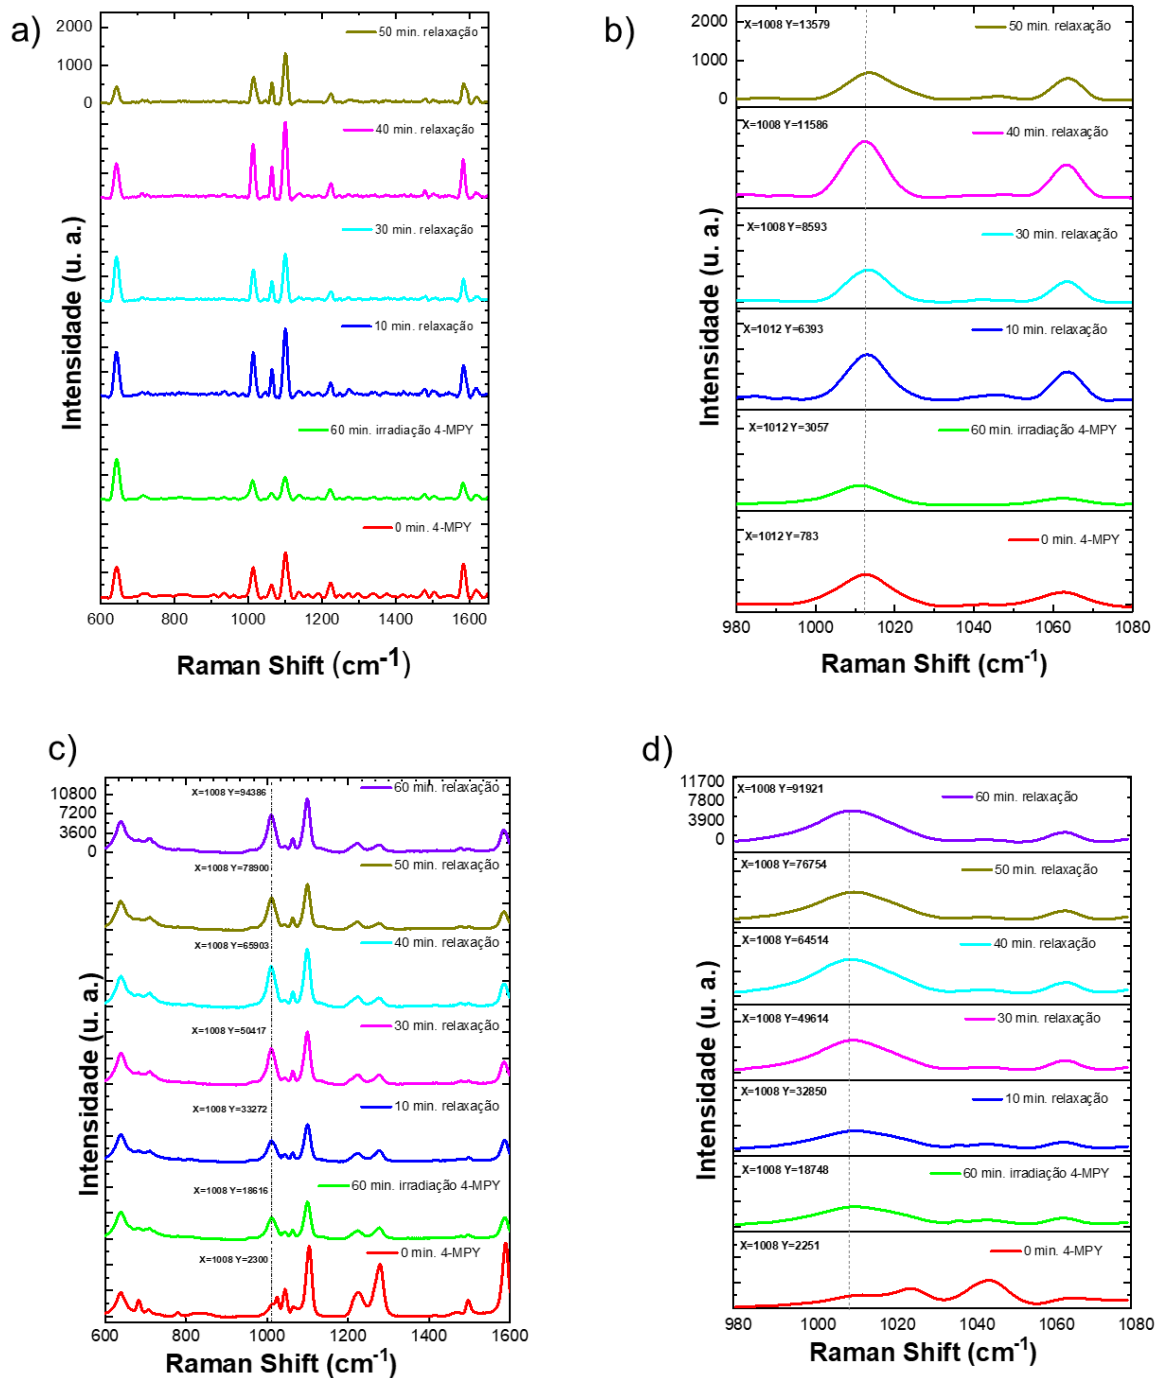 a)
2000
1000
0
50 min. relaxação
40 min. relaxação
30 min. relaxação
10 min. relaxação
60 min. irradiação 4-MPY
0 min. 4-MPY
Intensidade (u. a.)
600 800 1000 1200 1400 1600
Raman Shift (cm-1)
b)
2000
1000
0
X=1008 Y=13579
50 min. relaxação
X=1008 Y=11586
40 min. relaxação
X=1008 Y=8593
30 min. relaxação
X=1012 Y=6393
10 min. relaxação
X=1012 Y=3057
60 min. irradiação 4-MPY
X=1012 Y=783
0 min. 4-MPY
Intensidade (u. a.)
980 1000 1020 1040 1060 1080
Raman Shift (cm-1)
c)
10800
7200
3600
0
X=1008 Y=94386
60 min. relaxação
X=1008 Y=78900
50 min. relaxação
X=1008 Y=65903
40 min. relaxação
X=1008 Y=50417
30 min. relaxação
X=1008 Y=33272
10 min. relaxação
X=1008 Y=18616
60 min. irradiação 4-MPY
X=1008 Y=2300
0 min. 4-MPY
Intensidade (u. a.)
600 800 1000 1200 1400 1600
Raman Shift (cm-1)
d)
11700
7800
3900
0
X=1008 Y=91921
60 min. relaxação
X=1008 Y=76754
50 min. relaxação
X=1008 Y=64514
40 min. relaxação
X=1008 Y=49614
30 min. relaxação
X=1008 Y=32850
10 min. relaxação
X=1008 Y=18748
60 min. irradiação 4-MPY
X=1008 Y=2251
0 min. 4-MPY
Intensidade (u. a.)
980 1000 1020 1040 1060 1080
Raman Shift (cm-1)